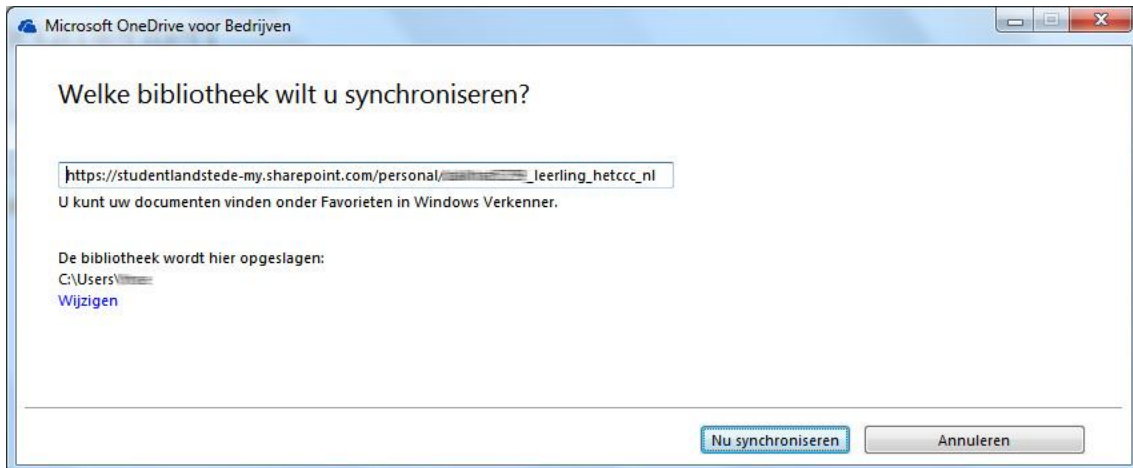 Microsoft OneDrive voor Bedrijven
Welke bibliotheek wilt u synchroniseren?
https://studentlandstede-my.sharepoint.com/personal/ _leerling_hetccc_nl
U kunt uw documenten vinden onder Favorieten in Windows Verkenner.
De bibliotheek wordt hier opgeslagen:
C:\Users\
Wijzigen
Nu synchroniseren Annuleren